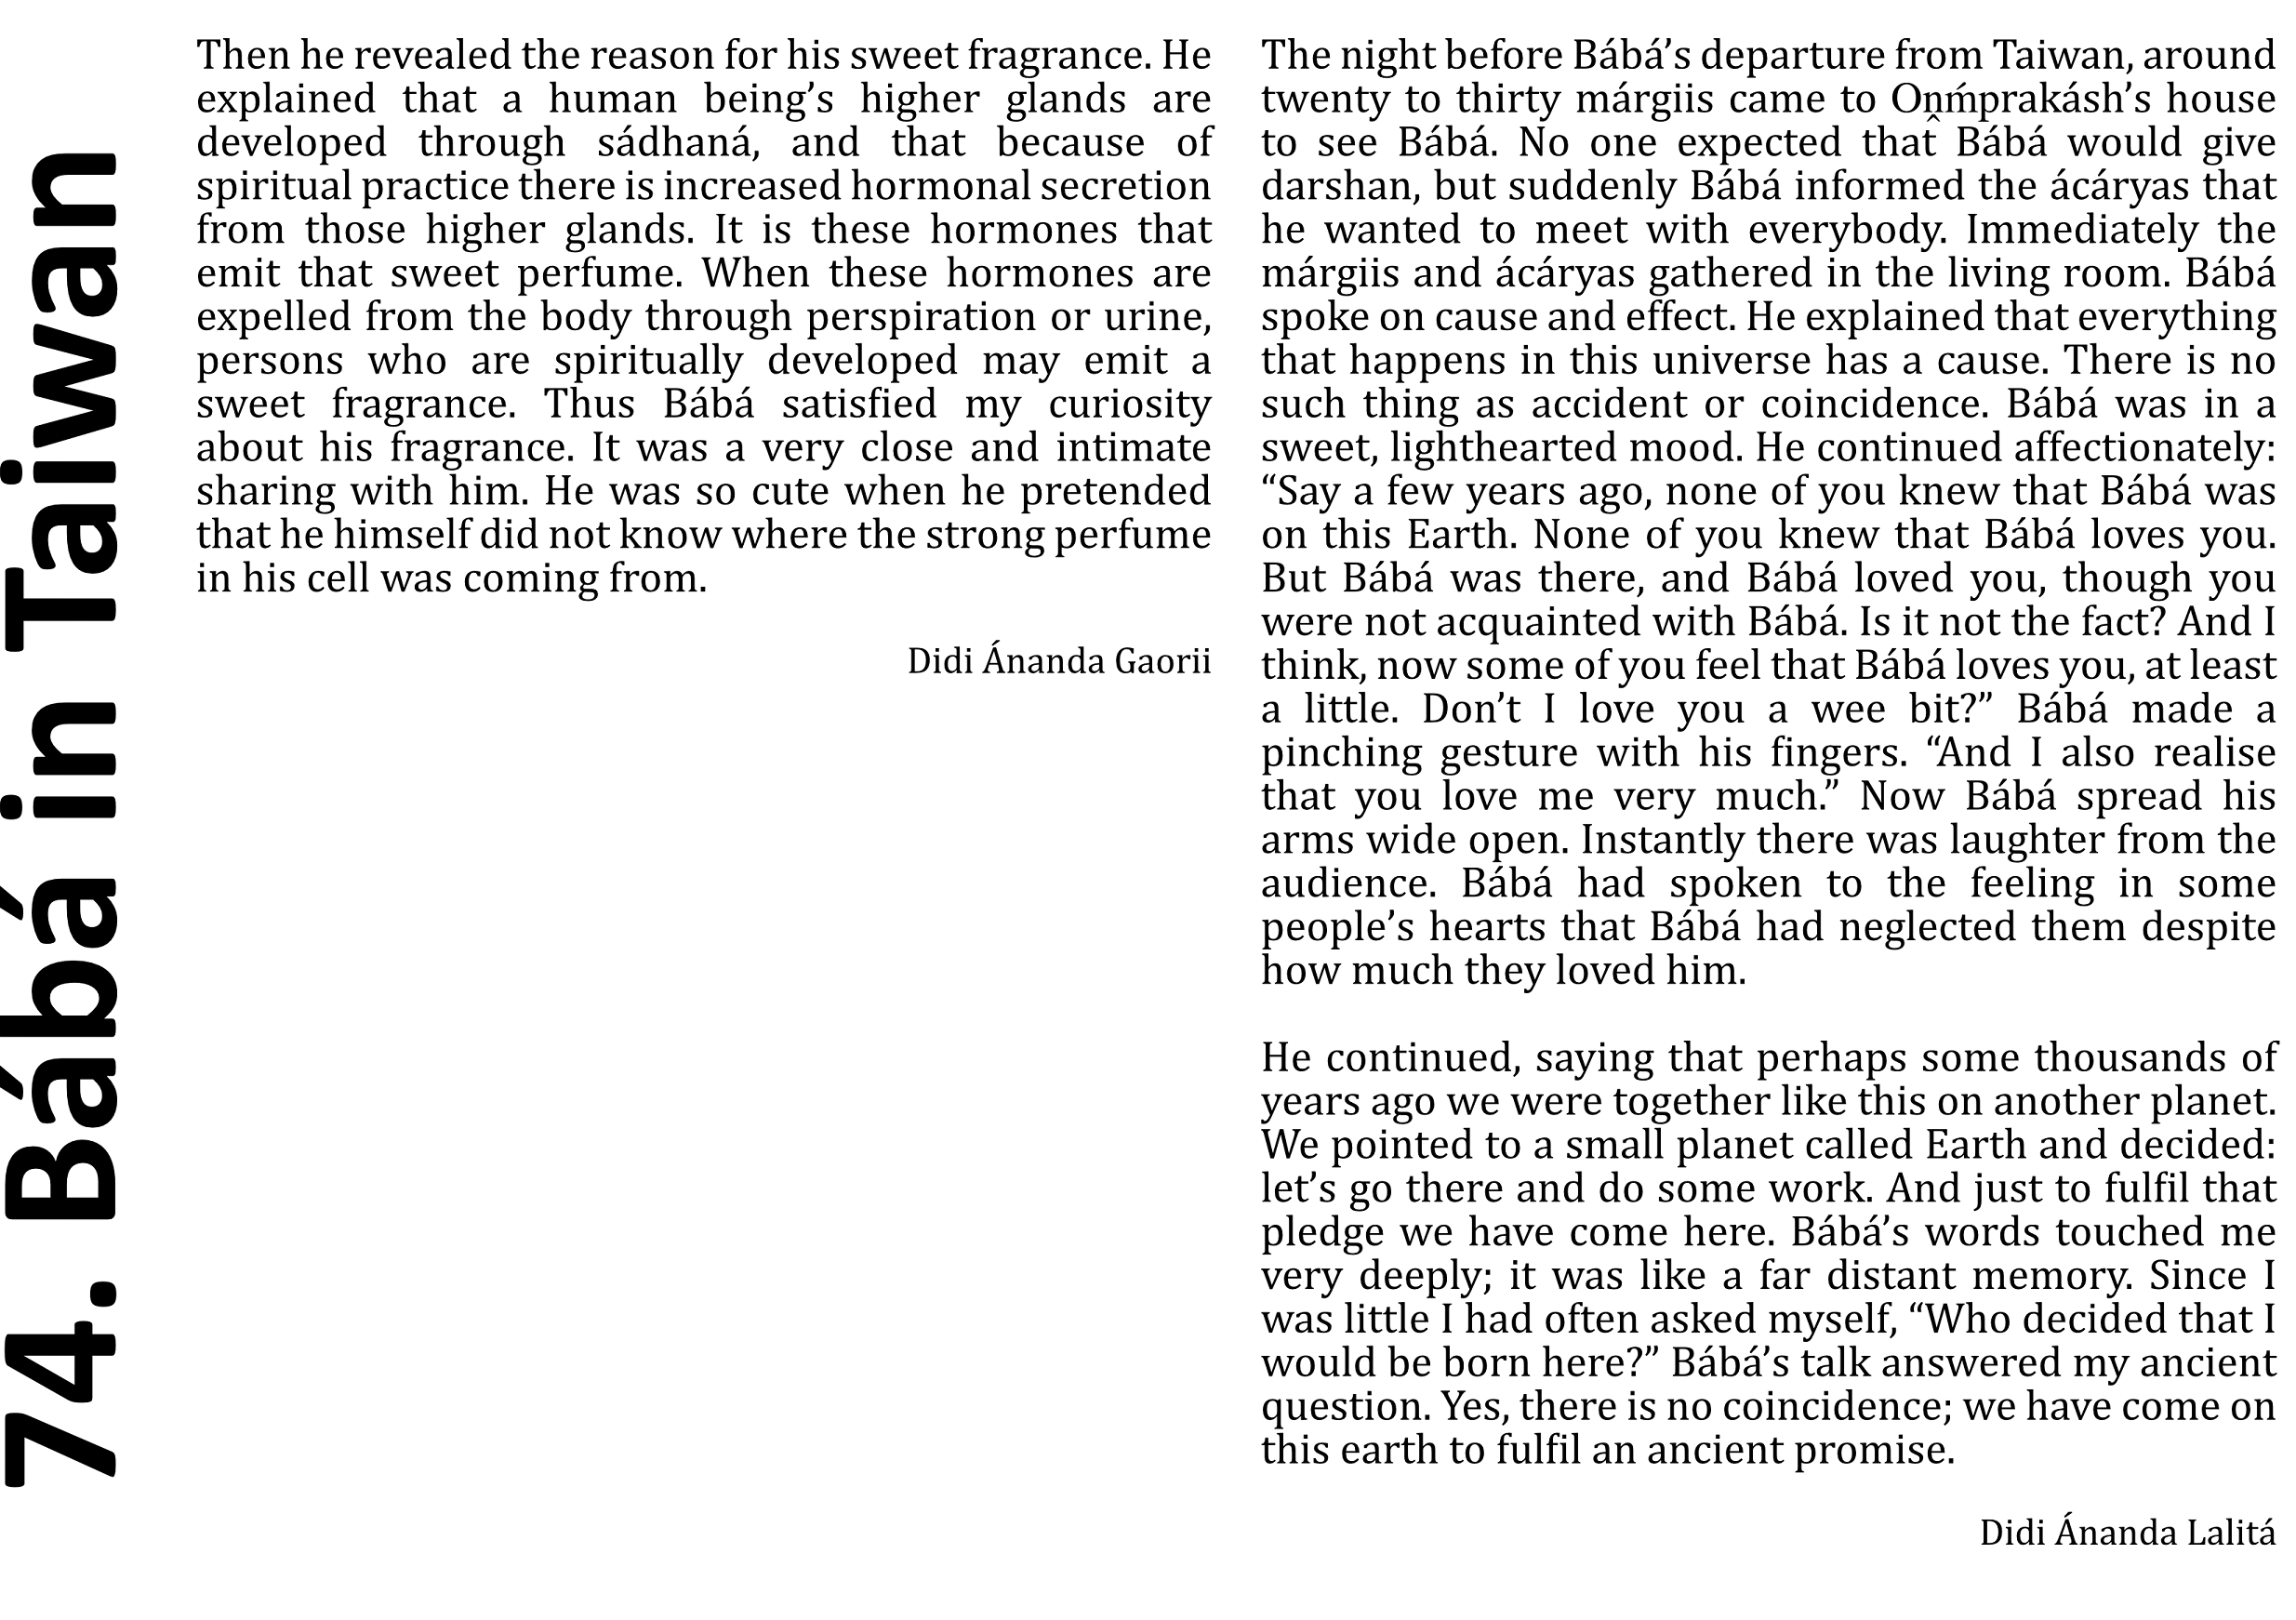 74. Bábá in Taiwan
Then he revealed the reason for his sweet fragrance. He
explained that a human being’s higher glands are
developed through sádhaná, and that because of
spiritual practice there is increased hormonal secretion
from those higher glands. It is these hormones that
emit that sweet perfume. When these hormones are
expelled from the body through perspiration or urine,
persons who are spiritually developed may emit a
sweet fragrance. Thus Bábá satisfied my curiosity
about his fragrance. It was a very close and intimate
sharing with him. He was so cute when he pretended
that he himself did not know where the strong perfume
in his cell was coming from.
Didi Ánanda Gaorii
The night before Bábá’s departure from Taiwan, around
twenty to thirty márgiis came to Oṋḿprakásh’s house
to see Bábá. No one expected that Bábá would give
darshan, but suddenly Bábá informed the ácáryas that
he wanted to meet with everybody. Immediately the
márgiis and ácáryas gathered in the living room. Bábá
spoke on cause and effect. He explained that everything
that happens in this universe has a cause. There is no
such thing as accident or coincidence. Bábá was in a
sweet, lighthearted mood. He continued affectionately:
“Say a few years ago, none of you knew that Bábá was
on this Earth. None of you knew that Bábá loves you.
But Bábá was there, and Bábá loved you, though you
were not acquainted with Bábá. Is it not the fact? And I
think, now some of you feel that Bábá loves you, at least
a little. Don’t I love you a wee bit?” Bábá made a
pinching gesture with his fingers. “And I also realise
that you love me very much.” Now Bábá spread his
arms wide open. Instantly there was laughter from the
audience. Bábá had spoken to the feeling in some
people’s hearts that Bábá had neglected them despite
how much they loved him.
He continued, saying that perhaps some thousands of
years ago we were together like this on another planet.
We pointed to a small planet called Earth and decided:
let’s go there and do some work. And just to fulfil that
pledge we have come here. Bábá’s words touched me
very deeply; it was like a far distant memory. Since I
was little I had often asked myself, “Who decided that I
would be born here?” Bábá’s talk answered my ancient
question. Yes, there is no coincidence; we have come on
this earth to fulfil an ancient promise.
Didi Ánanda Lalitá